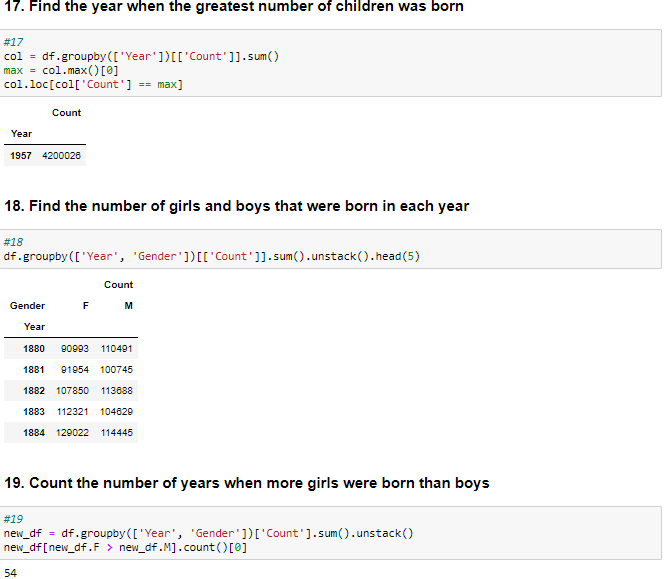 17. Find the year when the greatest number of children was born
#17
col = df.groupby(['Year'])[['Count']].sum()
max = col.max()[0]
col.loc[col['Count'] == max]
Count
Year
1957 4200026
18. Find the number of girls and boys that were born in each year
#18
df.groupby(['Year', 'Gender'])[['Count']].sum().unstack().head(5)
Count
Gender F M
Year
1880 90993 110491
1881 91954 100745
1882 107850 113688
1883 112321 104629
1884 129022 114445
19. Count the number of years when more girls were born than boys
#19
new_df = df.groupby(['Year', 'Gender'])['Count'].sum().unstack()
new_df[new_df.F > new_df.M].count()[0]
54